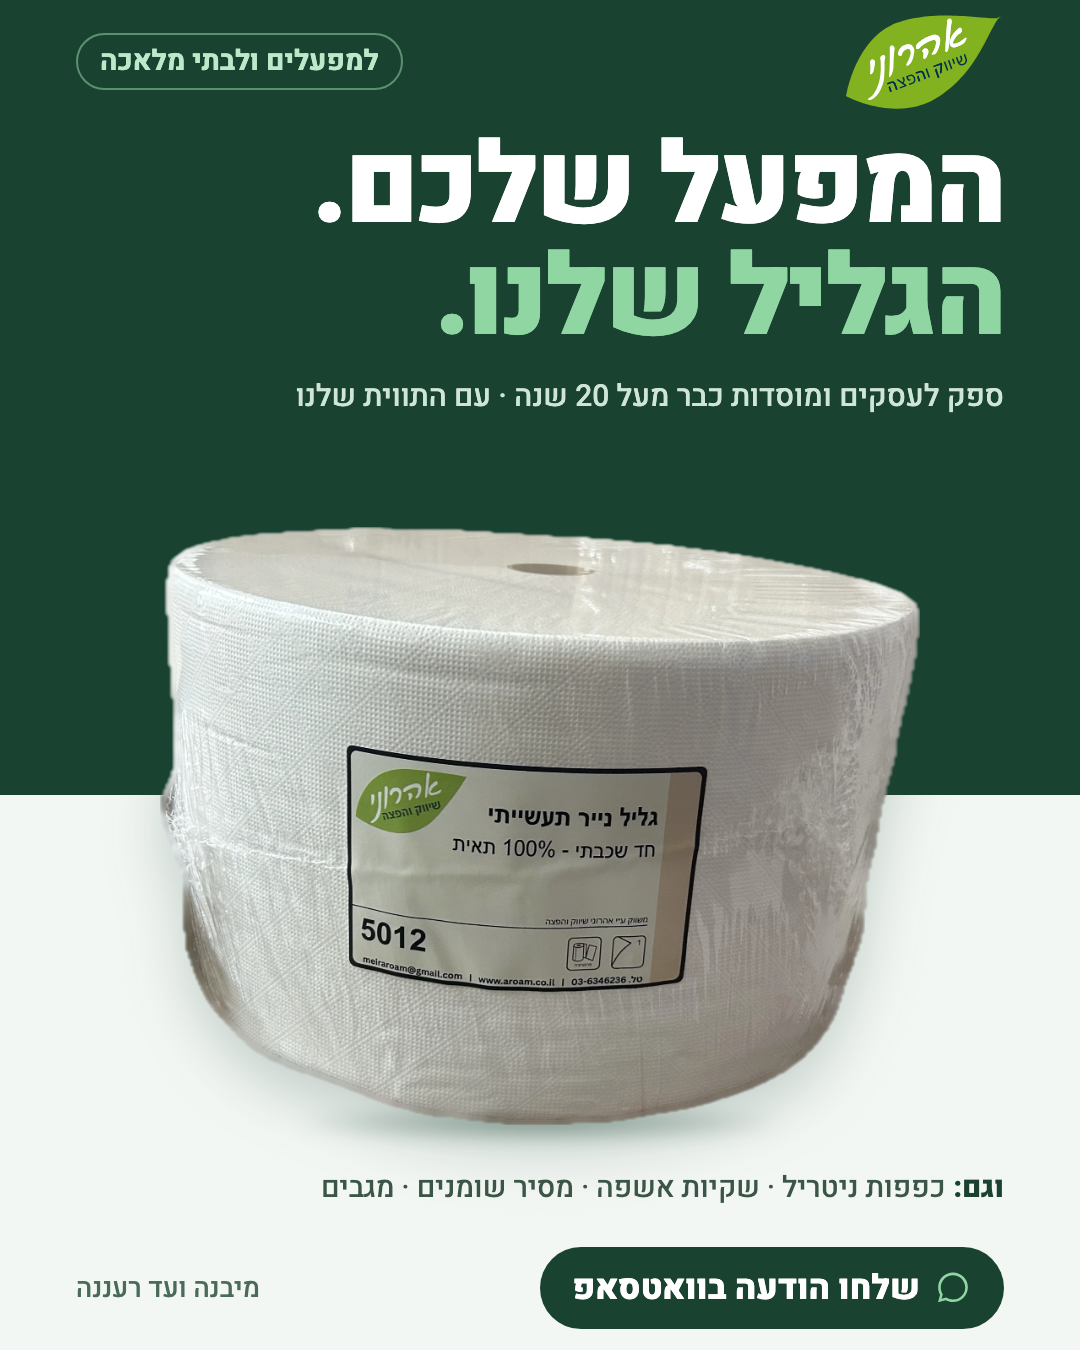 אהרוני
שיווק והפצה
למפעלים ולבתי מלאכה
המפעל שלכם.
הגליל שלנו.
ספק לעסקים ומוסדות כבר מעל 20 שנה · עם התווית שלנו
אהרוני
שיווק והפצה
גליל נייר תעשייתי
חד שכבתי - 100% תאית
משווק ע״י אהרוני שיווק והפצה
5012
1
טל. 03-6346236 | www.aroam.co.il | meiraroam@gmail.com
וגם: כפפות ניטריל · שקיות אשפה · מסיר שומנים · מגבים
שלחו הודעה בוואטסאפ
מיבנה ועד רעננה